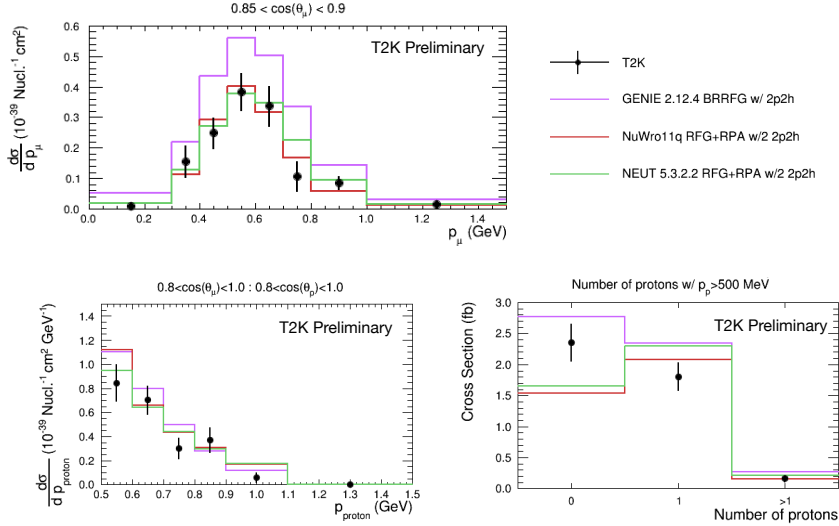 0.85 < cos(θμ) < 0.9
T2K Preliminary
dσ
d pμ
(10⁻³⁹ Nucl.⁻¹ cm²)
0.6
0.5
0.4
0.3
0.2
0.1
0.0
0.0 0.2 0.4 0.6 0.8 1.0 1.2 1.4
pμ (GeV)
T2K
GENIE 2.12.4 BRRFG w/ 2p2h
NuWro11q RFG+RPA w/2 2p2h
NEUT 5.3.2.2 RFG+RPA w/2 2p2h
0.8<cos(θμ)<1.0 : 0.8<cos(θp)<1.0
T2K Preliminary
dσ
d pproton
(10⁻³⁹ Nucl.⁻¹ cm² GeV⁻¹)
1.4
1.2
1.0
0.8
0.6
0.4
0.2
0.0
0.5 0.6 0.7 0.8 0.9 1.0 1.1 1.2 1.3 1.4 1.5
pproton (GeV)
Number of protons w/ pp>500 MeV
T2K Preliminary
Cross Section (fb)
3.0
2.5
2.0
1.5
1.0
0.5
0.0
0 1 >1
Number of protons